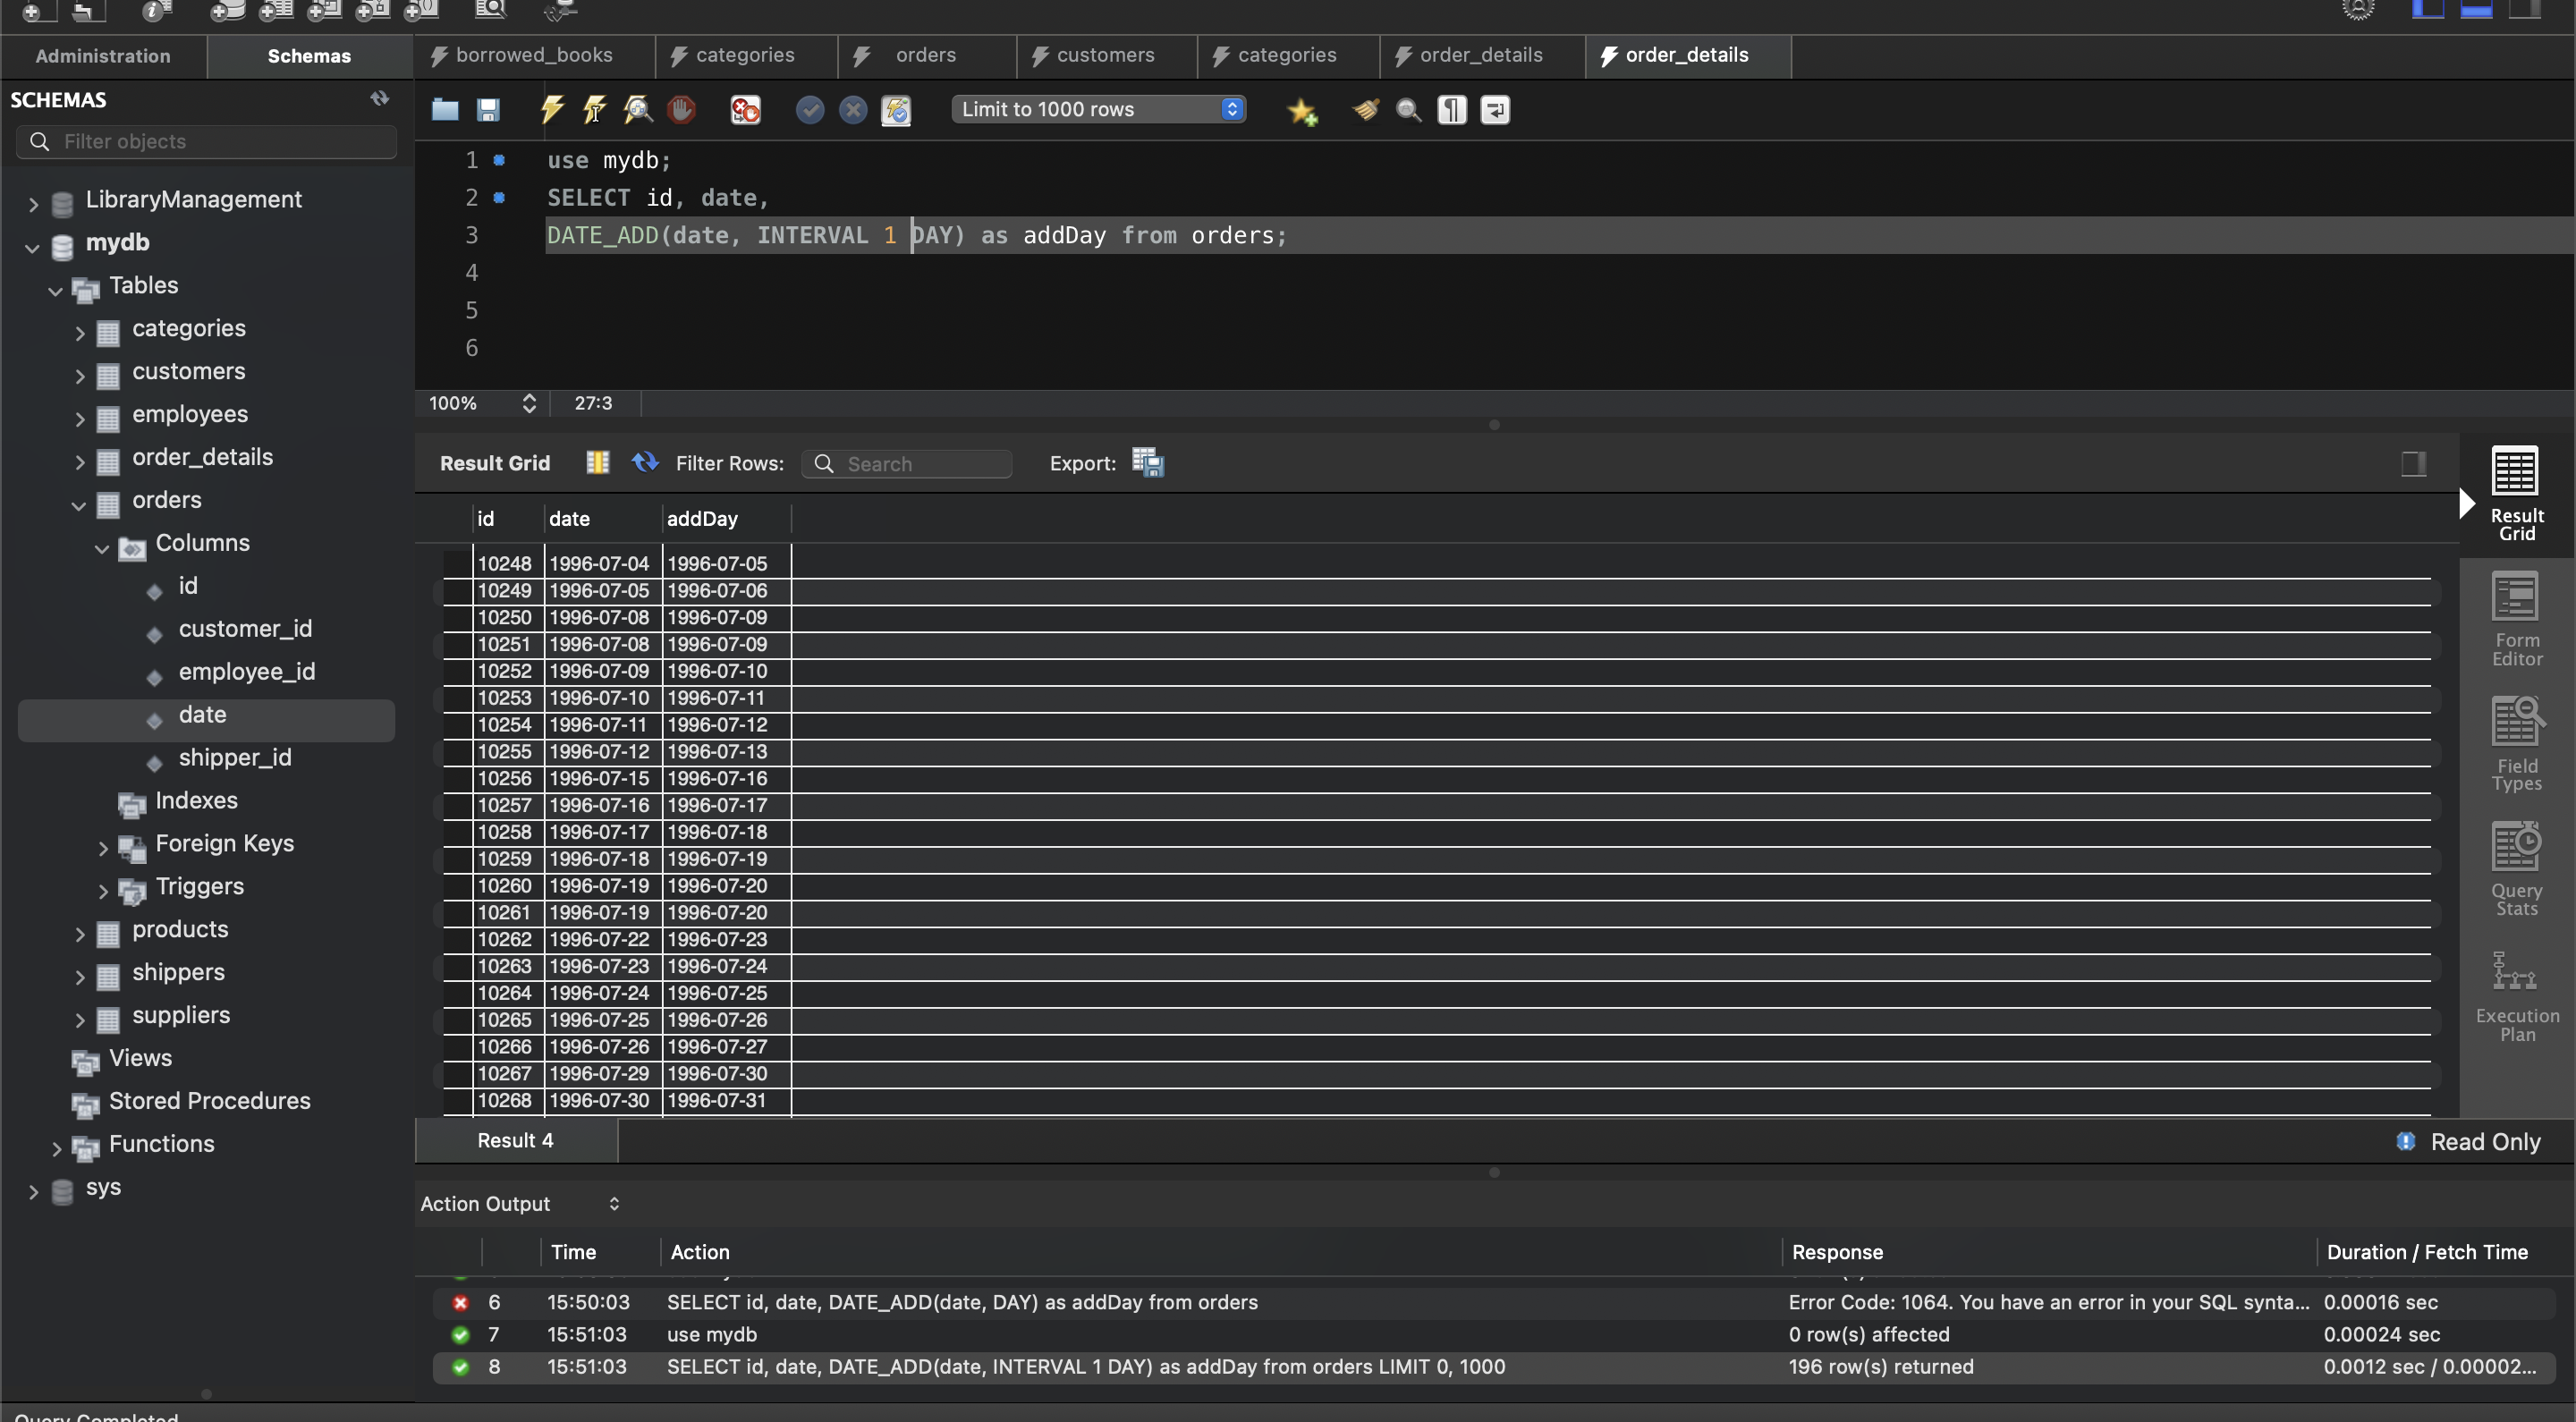 Administration
Schemas
borrowed_books
categories
orders
customers
categories
order_details
order_details
SCHEMAS
Filter objects
LibraryManagement
mydb
Tables
categories
customers
employees
order_details
orders
Columns
id
customer_id
employee_id
date
shipper_id
Indexes
Foreign Keys
Triggers
products
shippers
suppliers
Views
Stored Procedures
Functions
sys
Limit to 1000 rows
1 use mydb;
2 SELECT id, date,
3 DATE_ADD(date, INTERVAL 1 DAY) as addDay from orders;
4
5
6
100% 27:3
Result Grid Filter Rows: Search Export:
id date addDay
10248 1996-07-04 1996-07-05
10249 1996-07-05 1996-07-06
10250 1996-07-08 1996-07-09
10251 1996-07-08 1996-07-09
10252 1996-07-09 1996-07-10
10253 1996-07-10 1996-07-11
10254 1996-07-11 1996-07-12
10255 1996-07-12 1996-07-13
10256 1996-07-15 1996-07-16
10257 1996-07-16 1996-07-17
10258 1996-07-17 1996-07-18
10259 1996-07-18 1996-07-19
10260 1996-07-19 1996-07-20
10261 1996-07-19 1996-07-20
10262 1996-07-22 1996-07-23
10263 1996-07-23 1996-07-24
10264 1996-07-24 1996-07-25
10265 1996-07-25 1996-07-26
10266 1996-07-26 1996-07-27
10267 1996-07-29 1996-07-30
10268 1996-07-30 1996-07-31
Result
Grid
Form
Editor
Field
Types
Query
Stats
Execution
Plan
Result 4
Read Only
Action Output
Time Action Response Duration / Fetch Time
6 15:50:03 SELECT id, date, DATE_ADD(date, DAY) as addDay from orders Error Code: 1064. You have an error in your SQL synta... 0.00016 sec
7 15:51:03 use mydb 0 row(s) affected 0.00024 sec
8 15:51:03 SELECT id, date, DATE_ADD(date, INTERVAL 1 DAY) as addDay from orders LIMIT 0, 1000 196 row(s) returned 0.0012 sec / 0.00002...
Query Completed